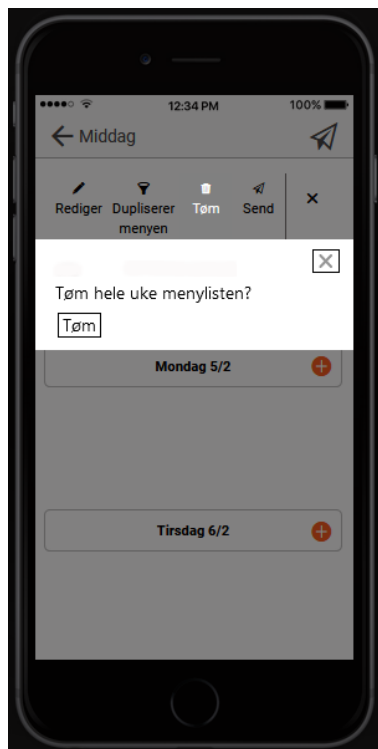 12:34 PM 100%
Middag
Rediger Dupliserer Tøm Send
menyen
Tøm hele uke menylisten?
Tøm
Mondag 5/2
Tirsdag 6/2